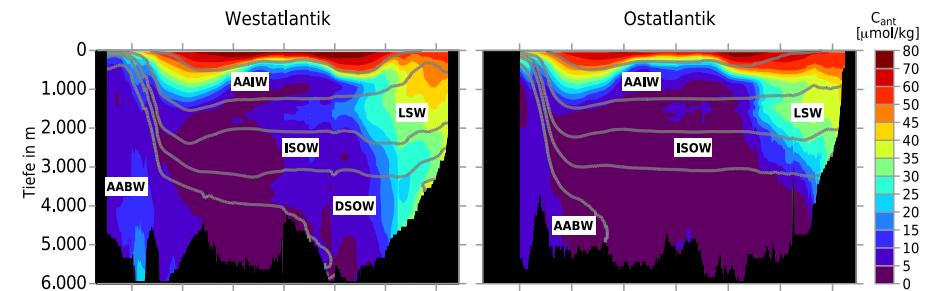 Westatlantik
Ostatlantik
C_ant
[µmol/kg]
Tiefe in m
0
1.000
2.000
3.000
4.000
5.000
6.000
AAIW
LSW
ISOW
AABW
DSOW
AAIW
LSW
ISOW
AABW
80
70
60
50
45
40
35
30
25
20
15
10
5
0